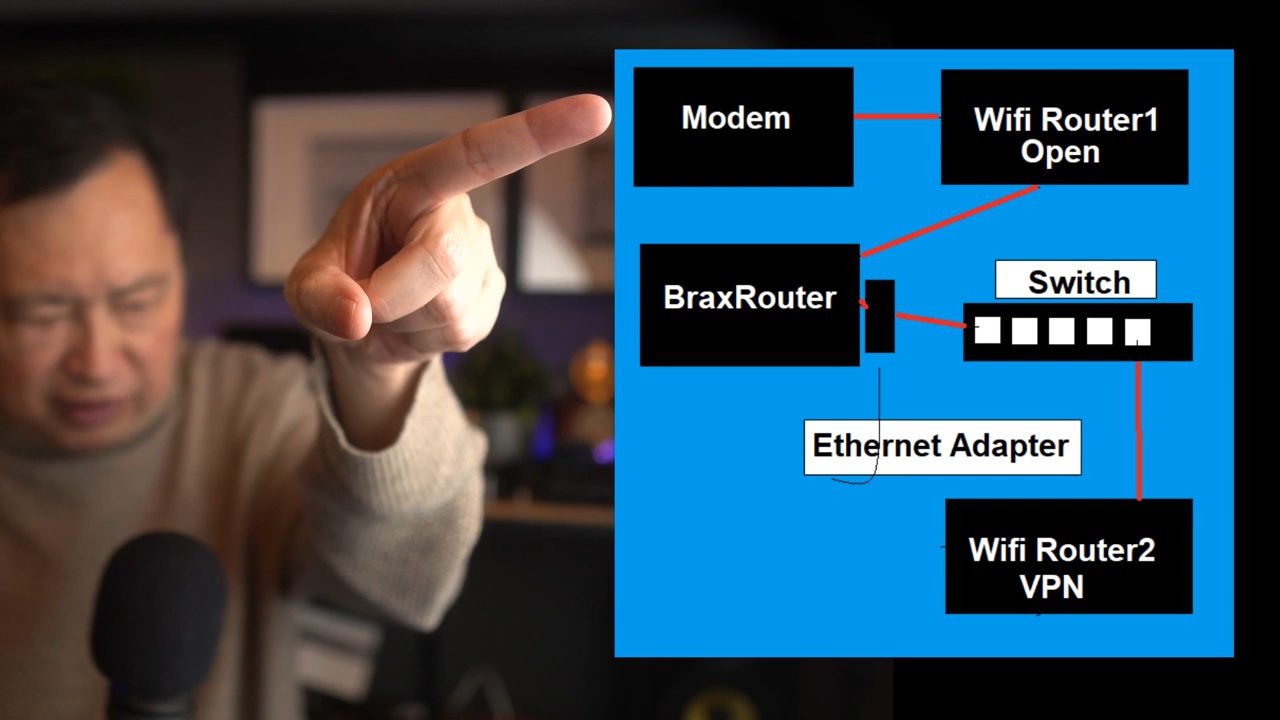 Modem
Wifi Router1
Open
BraxRouter
Switch
Ethernet Adapter
Wifi Router2
VPN